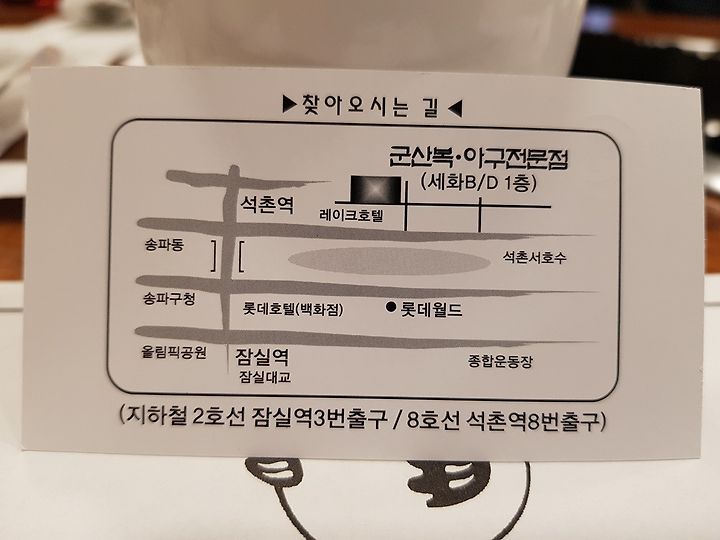 ▶찾아오시는 길◀
군산복·아구전문점
(세화B/D 1층)
석촌역
레이크호텔
송파동
석촌서호수
송파구청
롯데호텔(백화점)
● 롯데월드
올림픽공원
잠실역
종합운동장
잠실대교
(지하철 2호선 잠실역3번출구 / 8호선 석촌역8번출구)